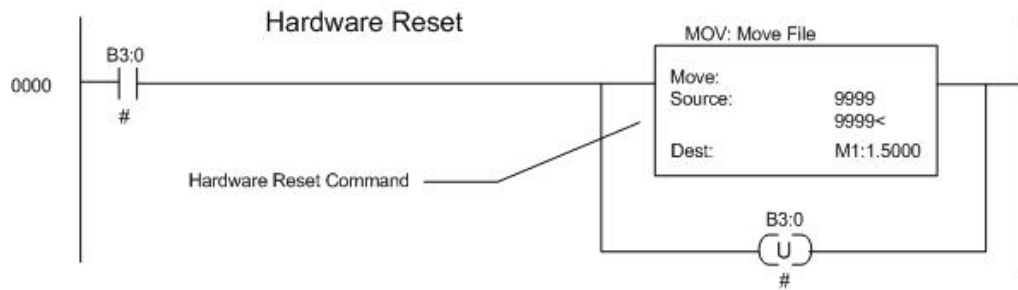 Hardware Reset
MOV: Move File
B3:0
0000
#
Move:
Source: 9999
9999<
Dest: M1:1.5000
Hardware Reset Command
B3:0
U
#